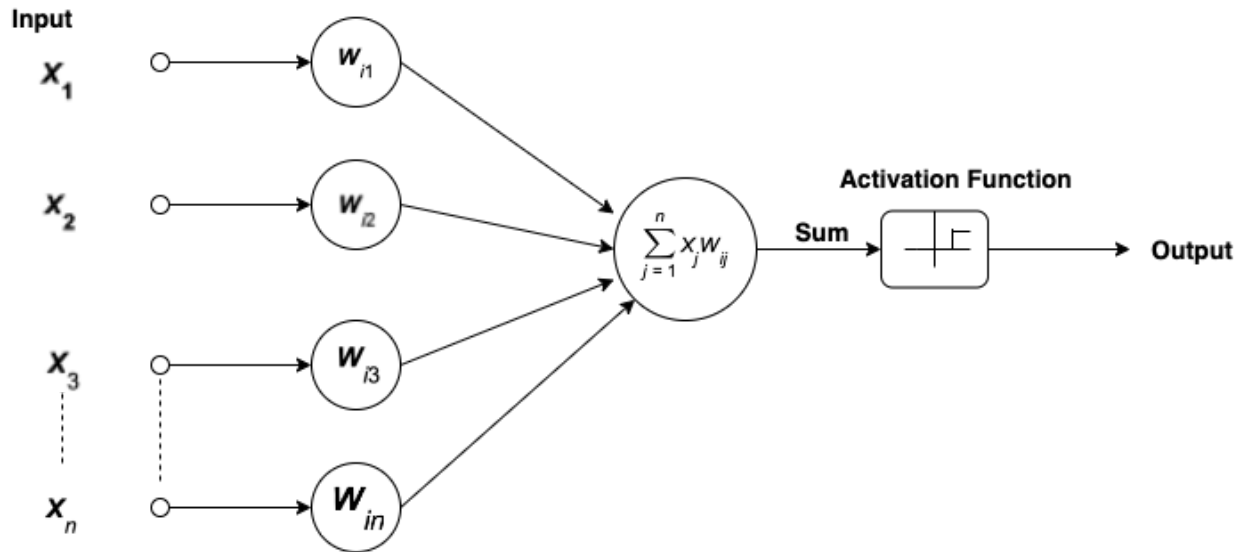 Input
X1
Wi1
X2
Wi2
Activation Function
n
∑ XjWij
j = 1
Sum
Output
X3
Wi3
Xn
Win